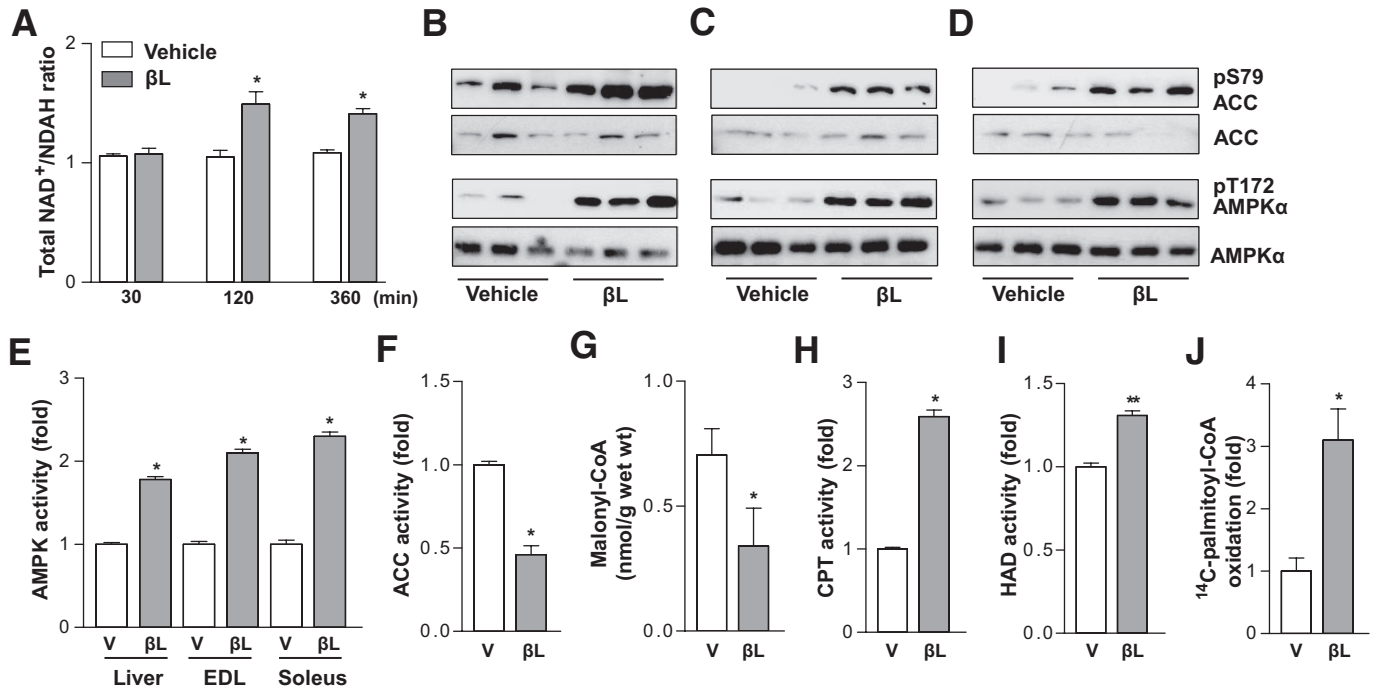 A
Total NAD+/NDAH ratio
2
1
0
Vehicle
βL
*
*
30 120 360 (min)
B
C
D
pS79
ACC
ACC
pT172
AMPKα
AMPKα
Vehicle βL
Vehicle βL
Vehicle βL
E
AMPK activity (fold)
3
2
1
0
*
*
*
V βL V βL V βL
Liver EDL Soleus
F
ACC activity (fold)
1.5
1.0
0.5
0.0
*
V βL
G
Malonyl-CoA
(nmol/g wet wt)
1.0
0.5
0.0
*
V βL
H
CPT activity (fold)
3
2
1
0
*
V βL
I
HAD activity (fold)
1.5
1.0
0.5
0.0
**
V βL
J
14C-palmitoyl-CoA
oxidation (fold)
4
3
2
1
0
*
V βL